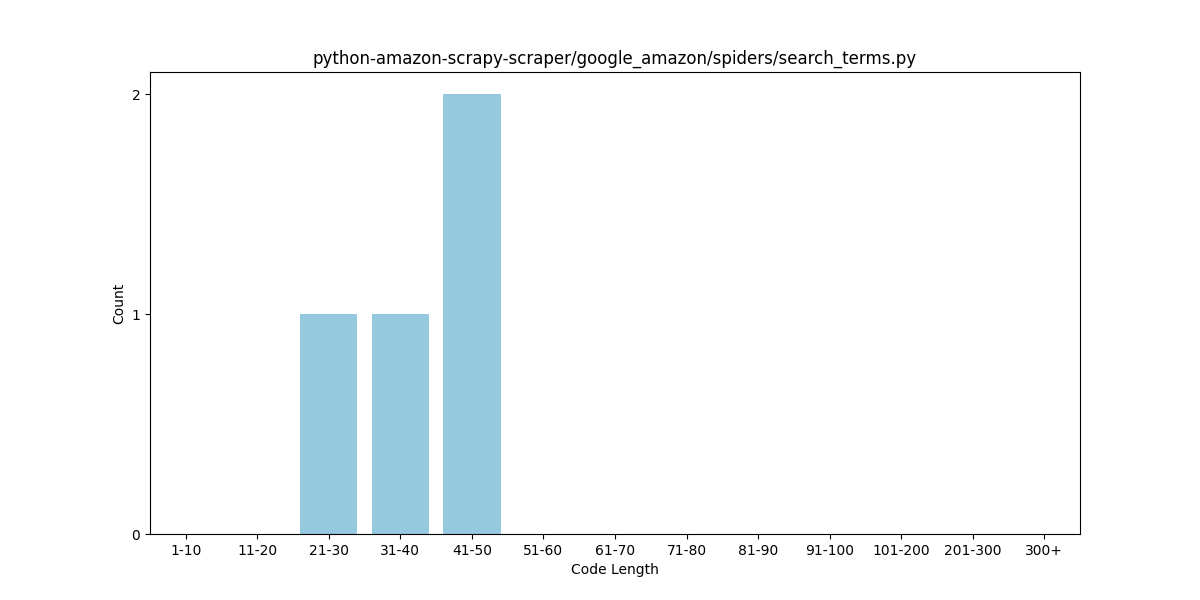 python-amazon-scrapy-scraper/google_amazon/spiders/search_terms.py
Count
2
1
0
1-10 11-20 21-30 31-40 41-50 51-60 61-70 71-80 81-90 91-100 101-200 201-300 300+
Code Length